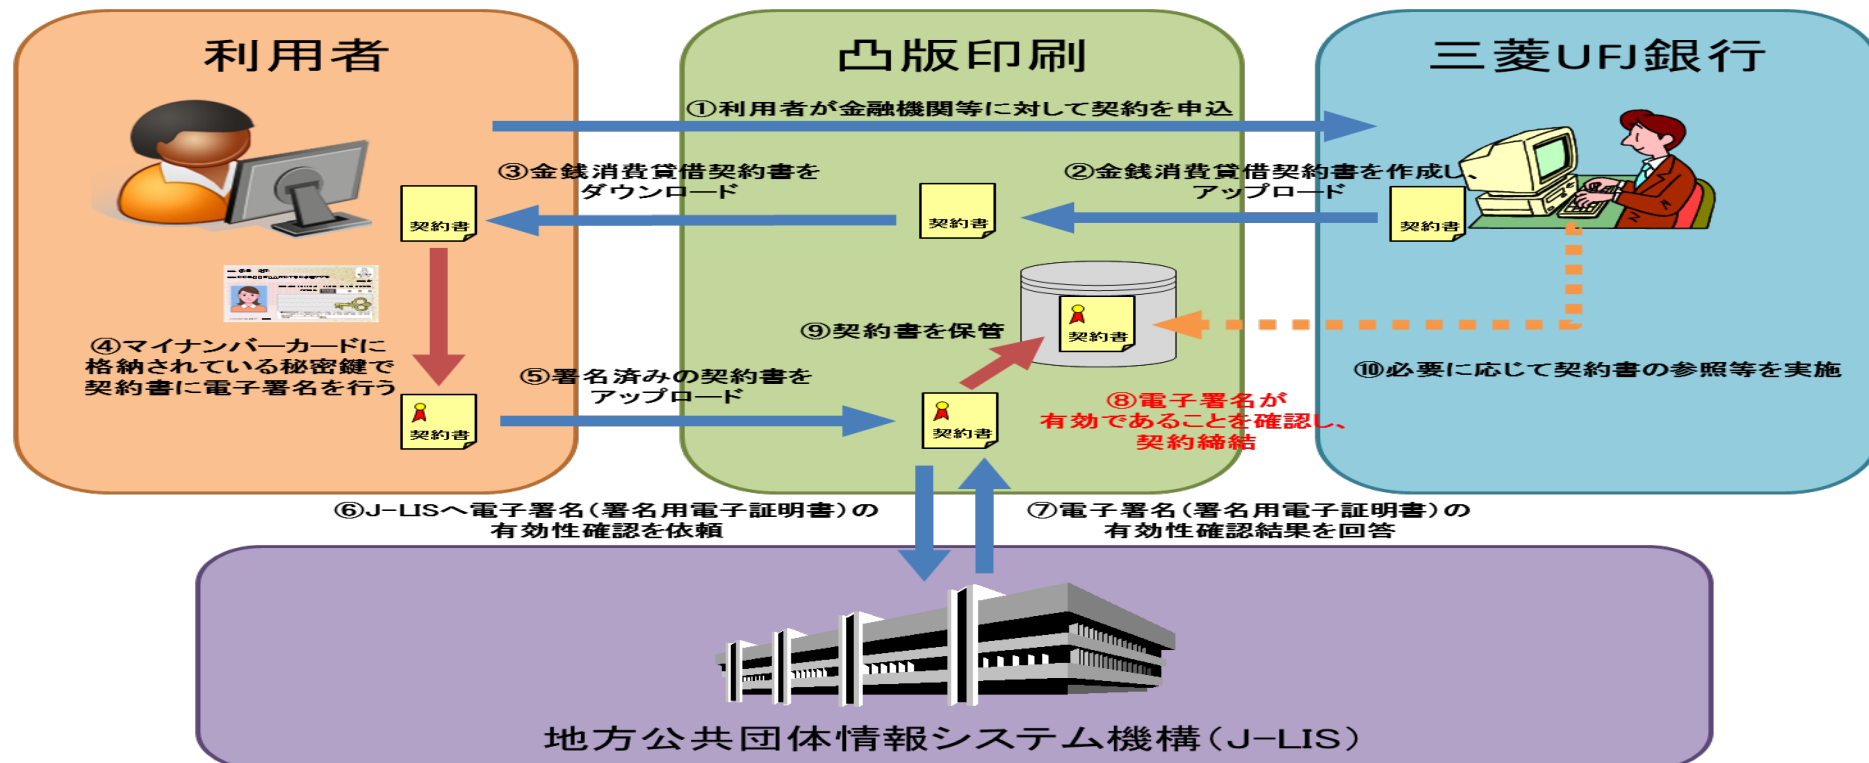 利用者
凸版印刷
三菱UFJ銀行
①利用者が金融機関等に対して契約を申込
③金銭消費貸借契約書を
ダウンロード
②金銭消費貸借契約書を作成し、
アップロード
契約書
契約書
契約書
④マイナンバーカードに
格納されている秘密鍵で
契約書に電子署名を行う
⑨契約書を保管
契約書
⑩必要に応じて契約書の参照等を実施
⑤署名済みの契約書を
アップロード
契約書
契約書
⑧電子署名が
有効であることを確認し、
契約締結
⑥J-LISへ電子署名(署名用電子証明書)の
有効性確認を依頼
⑦電子署名(署名用電子証明書)の
有効性確認結果を回答
地方公共団体情報システム機構(J-LIS)